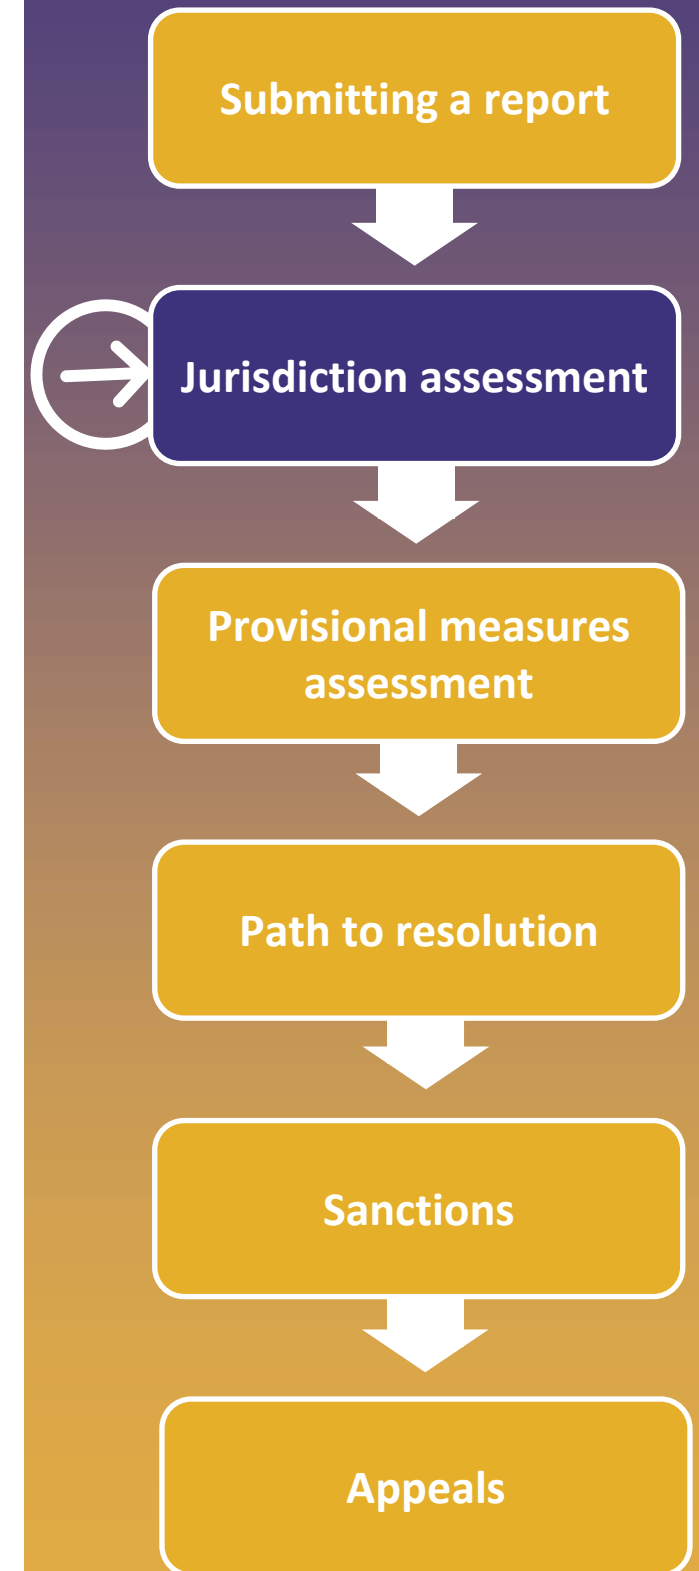 Submitting a report
Jurisdiction assessment
Provisional measures
assessment
Path to resolution
Sanctions
Appeals